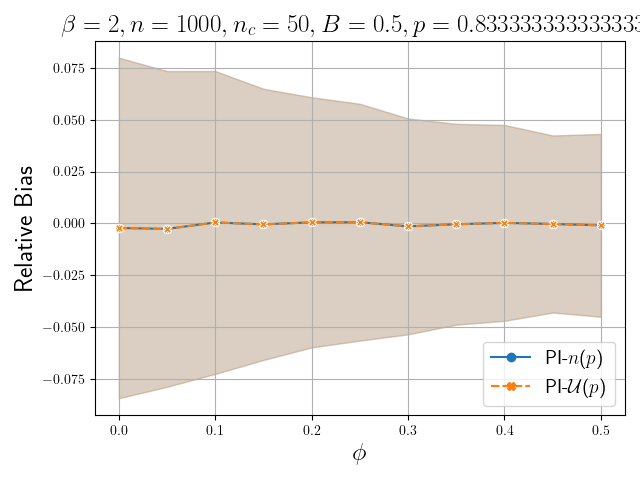 β = 2, n = 1000, n_c = 50, B = 0.5, p = 0.833333333333333
0.075
0.050
0.025
0.000
−0.025
−0.050
−0.075
Relative Bias
PI-n(p)
PI-𝒰(p)
0.0 0.1 0.2 0.3 0.4 0.5
ϕ